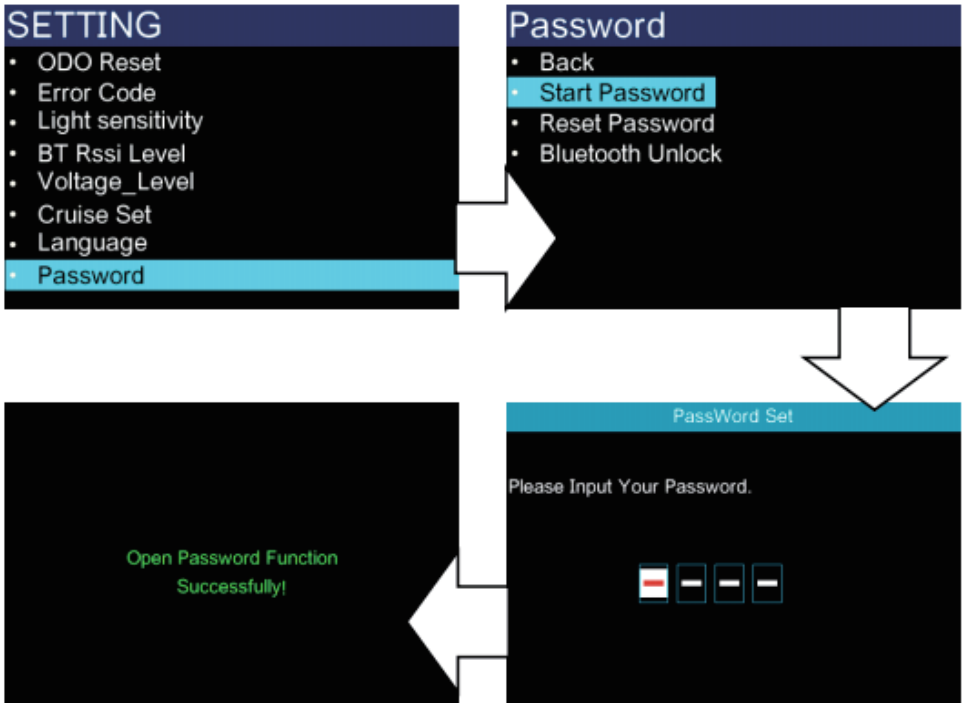 SETTING
• ODO Reset
• Error Code
• Light sensitivity
• BT Rssi Level
• Voltage_Level
• Cruise Set
• Language
• Password
Password
• Back
• Start Password
• Reset Password
• Bluetooth Unlock
PassWord Set
Please Input Your Password.
– – – –
Open Password Function
Successfully!